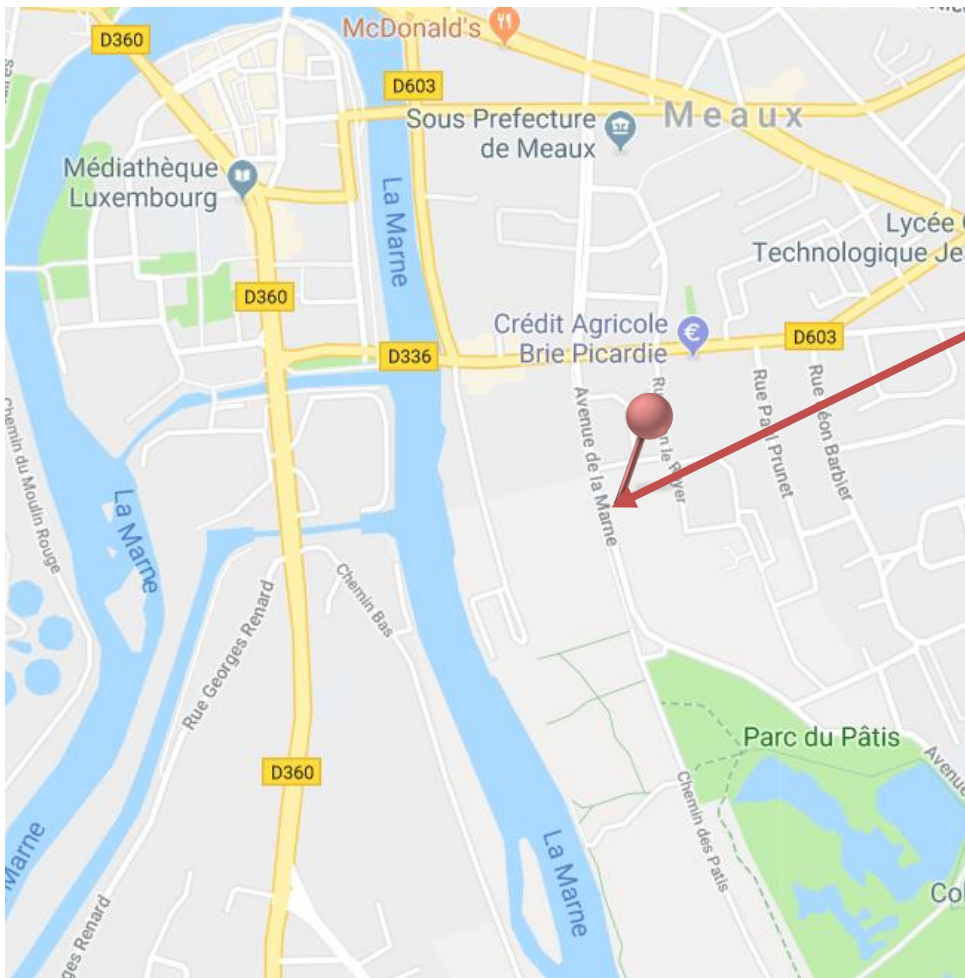 D360
McDonald's
D603
Sous Prefecture
de Meaux
Meaux
Médiathèque
Luxembourg
La Marne
Lycée
Technologique
D360
D336
Crédit Agricole
Brie Picardie
D603
Avenue de la Marne
Rue Paul Prunet
Rue Léon Barbier
Chemin du Moulin Rouge
La Marne
Rue Georges Renard
Chemin Bas
D360
Parc du Pâtis
Avenue
Chemin des Patis
La Marne
Marne
Renard